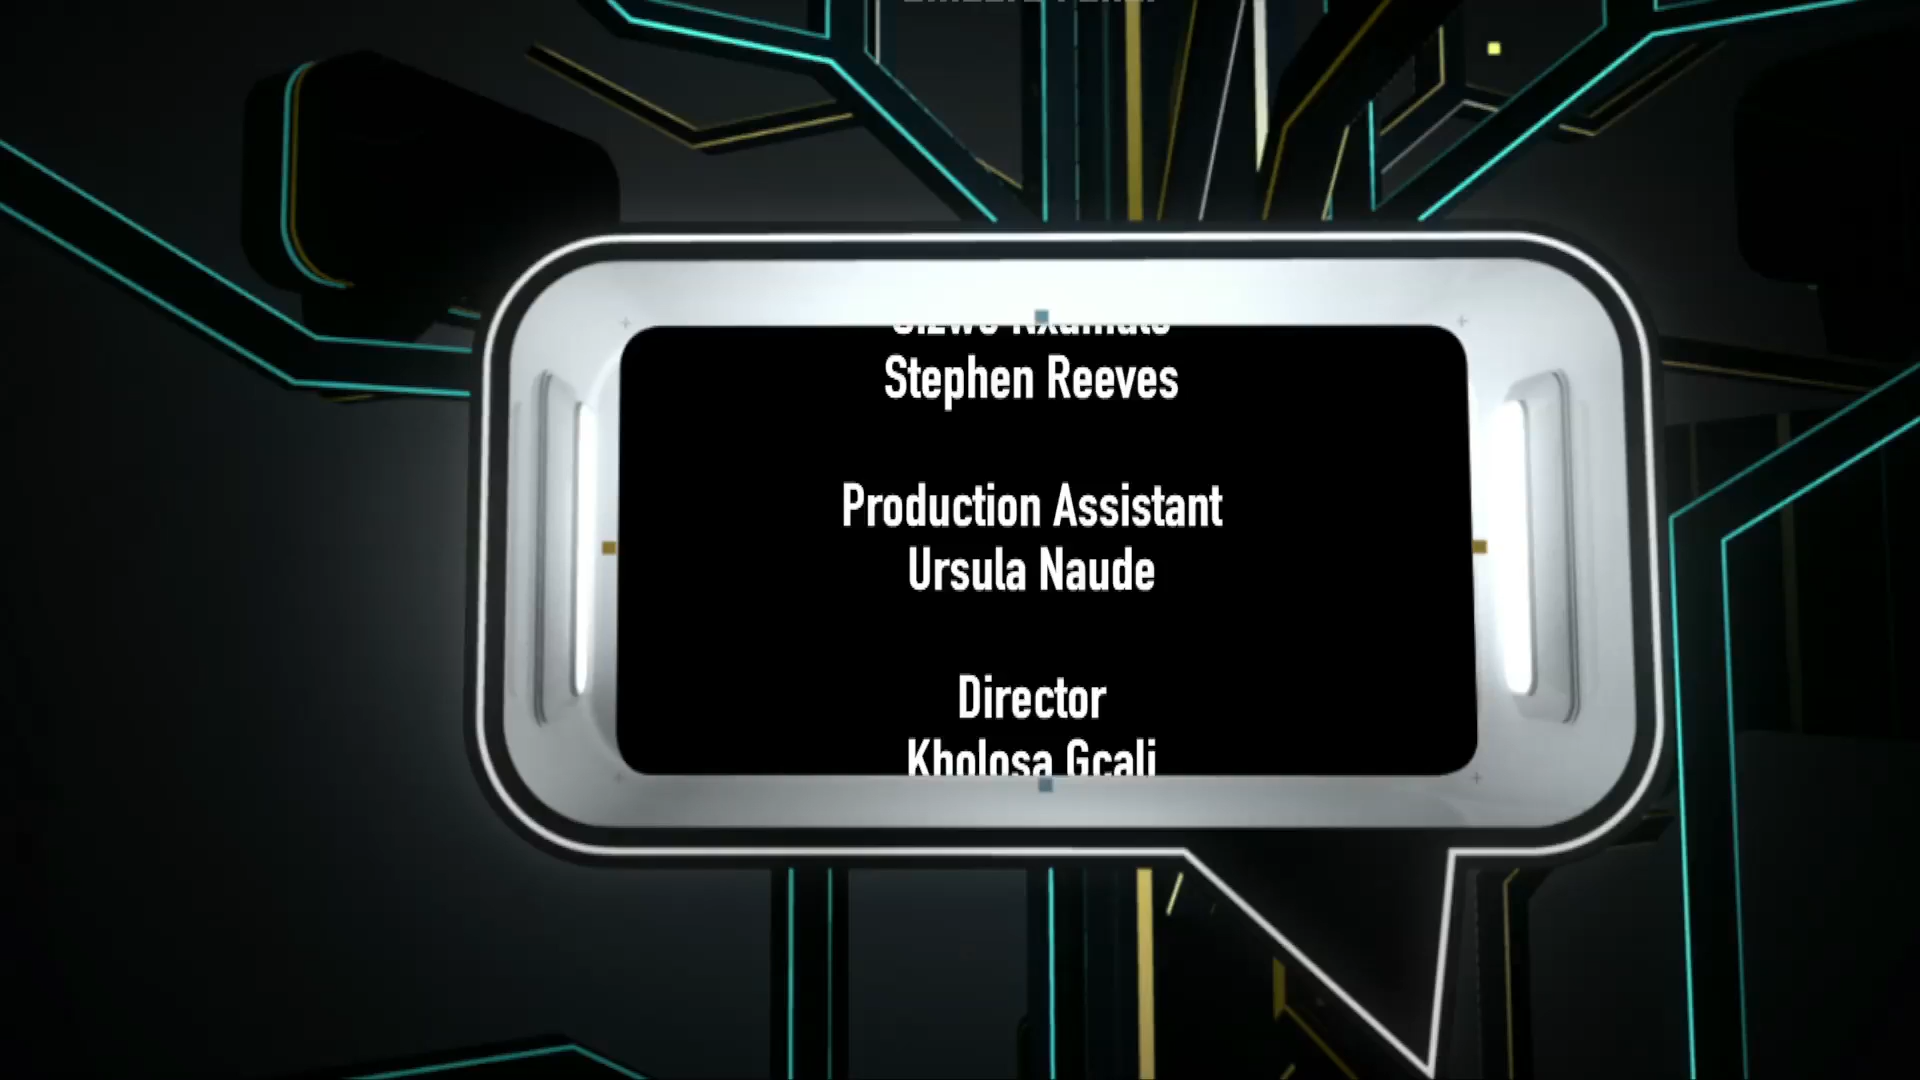 Stephen Reeves
Production Assistant
Ursula Naude
Director
Kholosa Gcali